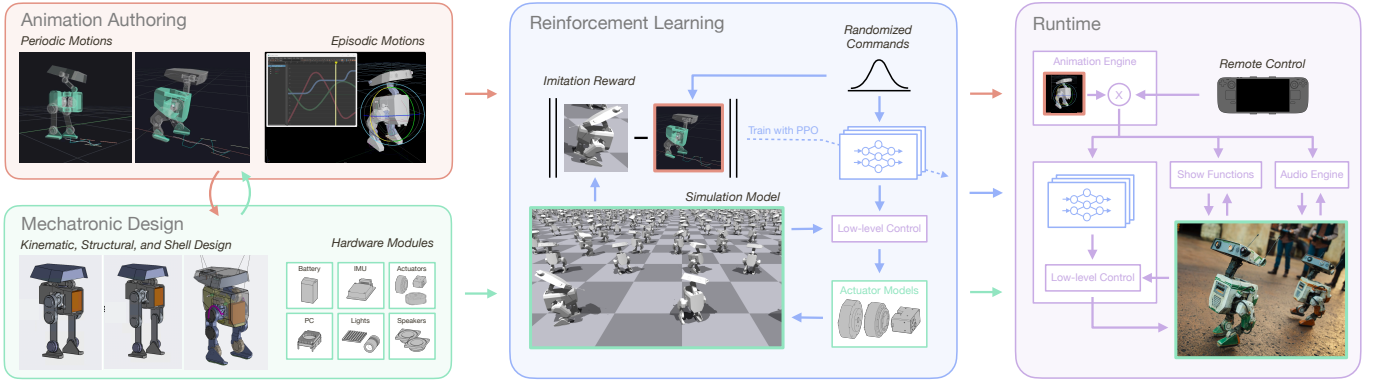 Animation Authoring
Periodic Motions
Episodic Motions
Mechatronic Design
Kinematic, Structural, and Shell Design
Hardware Modules
Battery
IMU
Actuators
PC
Lights
Speakers
Reinforcement Learning
Randomized
Commands
Imitation Reward
Train with PPO
Simulation Model
Low-level Control
Actuator Models
Runtime
Animation Engine
Remote Control
X
Show Functions
Audio Engine
Low-level Control